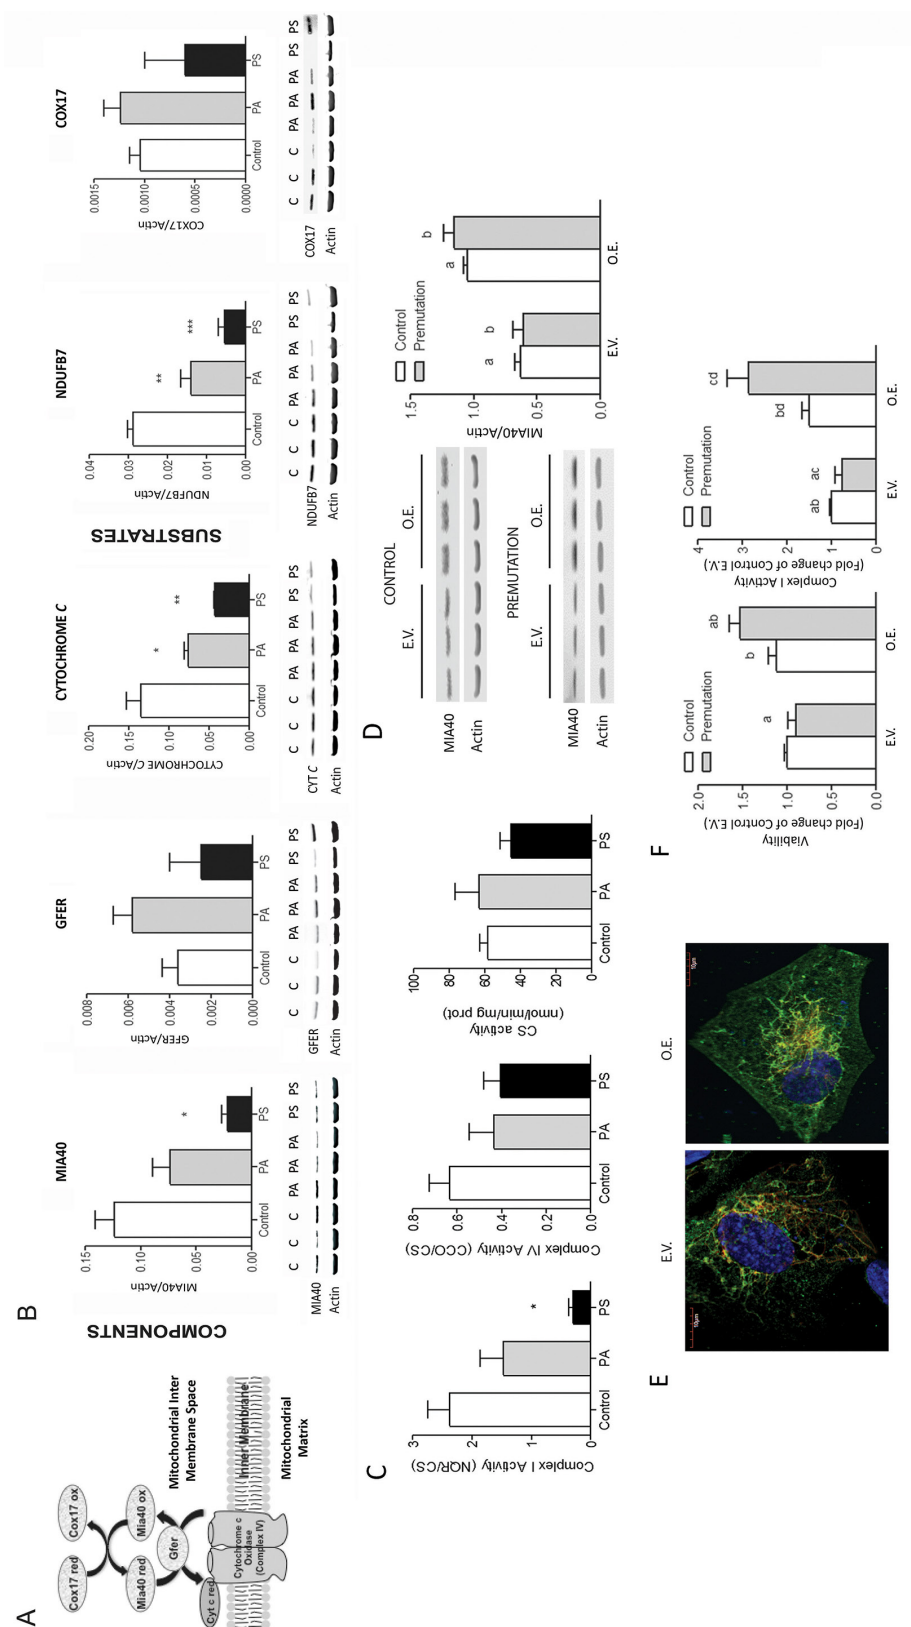 A
Cox17 red
Cox17 ox
Mia40 red
Mia40 ox
Gfer
Cyt c red
Cytochrome c
Oxidase
(Complex IV)
Mitochondrial Inter
Membrane Space
Inner Membrane
Mitochondrial
Matrix
B
COMPONENTS
MIA40
MIA40/Actin
0.15
0.10
0.05
0.00
*
Control
PA
PS
C C C PA PA PA PS PS
MIA40
Actin
GFER
GFER/Actin
0.008
0.006
0.004
0.002
0.000
Control
PA
PS
C C C PA PA PA PS PS
GFER
Actin
SUBSTRATES
CYTOCHROME C
CYTOCHROME C/Actin
0.20
0.15
0.10
0.05
0.00
*
**
Control
PA
PS
C C C PA PA PA PS PS
CYT C
Actin
NDUFB7
NDUFB7/Actin
0.04
0.03
0.02
0.01
0.00
**
***
Control
PA
PS
C C C PA PA PA PS PS
NDUFB7
Actin
COX17
COX17/Actin
0.0015
0.0010
0.0005
0.0000
Control
PA
PS
C C C PA PA PA PS PS
COX17
Actin
C
Complex I Activity (NQR/CS)
3
2
1
0
*
Control
PA
PS
Complex IV Activity (CCO/CS)
0.8
0.6
0.4
0.2
0.0
Control
PA
PS
CS activity
(nmol/min/mg prot)
100
80
60
40
20
0
Control
PA
PS
D
CONTROL
E.V.
O.E.
MIA40
Actin
PREMUTATION
E.V.
O.E.
MIA40
Actin
MIA40/Actin
1.5
1.0
0.5
0.0
Control
Premutation
a
b
a
b
E.V.
O.E.
E
E.V.
O.E.
10µm
10µm
F
Viability
(Fold change of Control E.V.)
2.0
1.5
1.0
0.5
0.0
Control
Premutation
a
b
ab
E.V.
O.E.
Complex I Activity
(Fold change of Control E.V.)
4
3
2
1
0
Control
Premutation
ab
ac
bd
cd
E.V.
O.E.